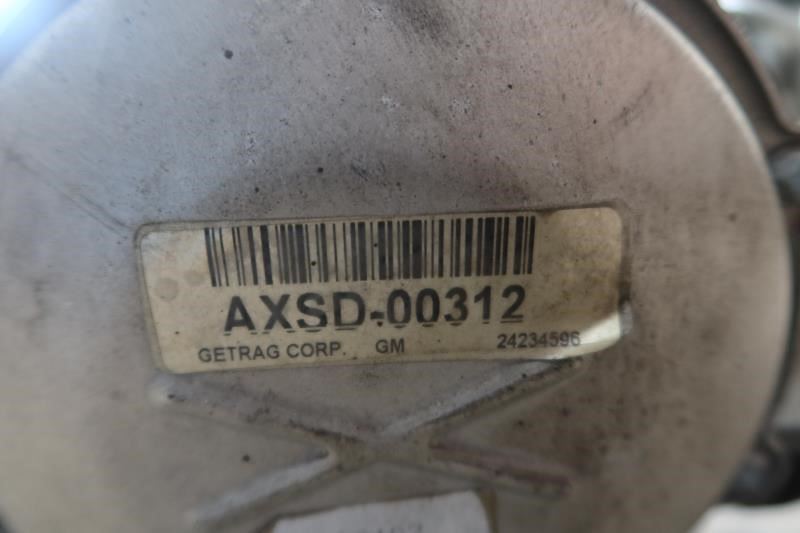 AXSD-00312
GETRAG CORP. GM 24234596